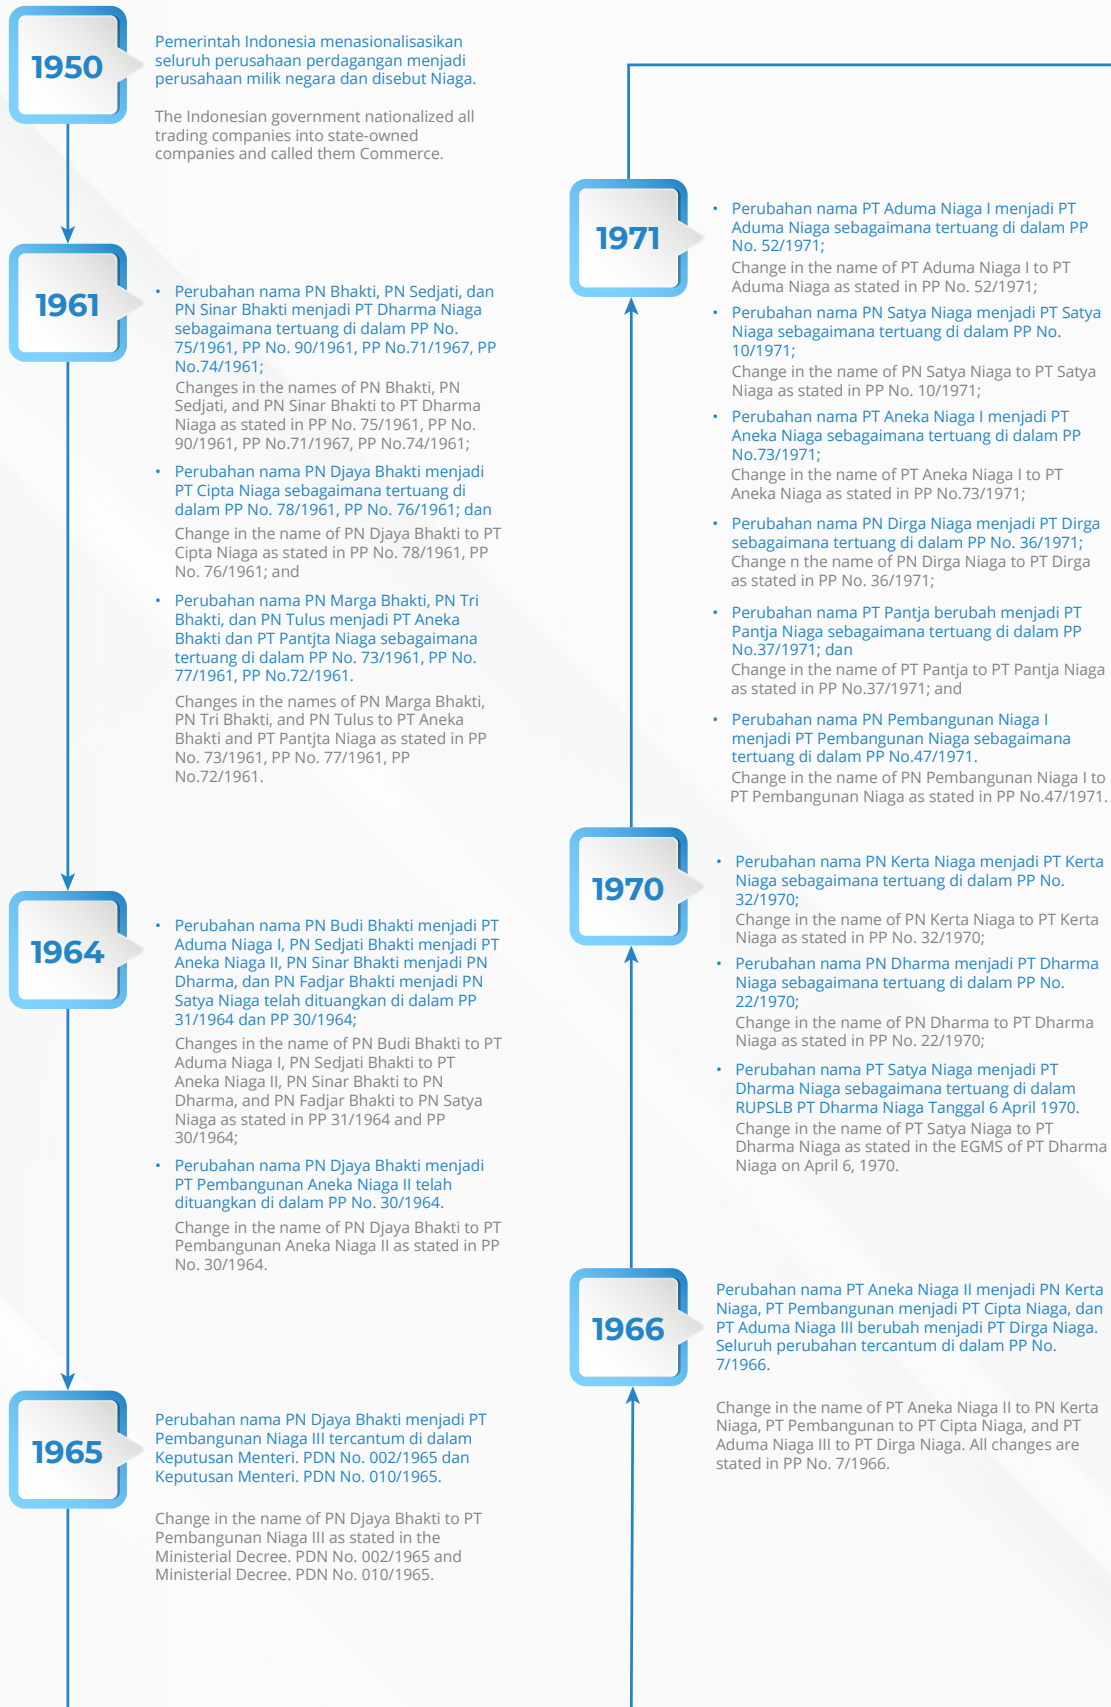 1950
Pemerintah Indonesia menasionalisasikan
seluruh perusahaan perdagangan menjadi
perusahaan milik negara dan disebut Niaga.
The Indonesian government nationalized all
trading companies into state-owned
companies and called them Commerce.
1961
• Perubahan nama PN Bhakti, PN Sedjati, dan
PN Sinar Bhakti menjadi PT Dharma Niaga
sebagaimana tertuang di dalam PP No.
75/1961, PP No. 90/1961, PP No.71/1967, PP
No.74/1961;
Changes in the names of PN Bhakti, PN
Sedjati, and PN Sinar Bhakti to PT Dharma
Niaga as stated in PP No. 75/1961, PP No.
90/1961, PP No.71/1967, PP No.74/1961;
• Perubahan nama PN Djaya Bhakti menjadi
PT Cipta Niaga sebagaimana tertuang di
dalam PP No. 78/1961, PP No. 76/1961; dan
Change in the name of PN Djaya Bhakti to PT
Cipta Niaga as stated in PP No. 78/1961, PP
No. 76/1961; and
• Perubahan nama PN Marga Bhakti, PN Tri
Bhakti, dan PN Tulus menjadi PT Aneka
Bhakti dan PT Pantjta Niaga sebagaimana
tertuang di dalam PP No. 73/1961, PP No.
77/1961, PP No.72/1961.
Changes in the names of PN Marga Bhakti,
PN Tri Bhakti, and PN Tulus to PT Aneka
Bhakti and PT Pantjta Niaga as stated in PP
No. 73/1961, PP No. 77/1961, PP
No.72/1961.
1964
• Perubahan nama PN Budi Bhakti menjadi PT
Aduma Niaga I, PN Sedjati Bhakti menjadi PT
Aneka Niaga II, PN Sinar Bhakti menjadi PN
Dharma, dan PN Fadjar Bhakti menjadi PN
Satya Niaga telah dituangkan di dalam PP
31/1964 dan PP 30/1964;
Changes in the name of PN Budi Bhakti to PT
Aduma Niaga I, PN Sedjati Bhakti to PT
Aneka Niaga II, PN Sinar Bhakti to PN
Dharma, and PN Fadjar Bhakti to PN Satya
Niaga as stated in PP 31/1964 and PP
30/1964;
• Perubahan nama PN Djaya Bhakti menjadi
PT Pembangunan Aneka Niaga II telah
dituangkan di dalam PP No. 30/1964.
Change in the name of PN Djaya Bhakti to PT
Pembangunan Aneka Niaga II as stated in PP
No. 30/1964.
1965
Perubahan nama PN Djaya Bhakti menjadi PT
Pembangunan Niaga III tercantum di dalam
Keputusan Menteri. PDN No. 002/1965 dan
Keputusan Menteri. PDN No. 010/1965.
Change in the name of PN Djaya Bhakti to PT
Pembangunan Niaga III as stated in the
Ministerial Decree. PDN No. 002/1965 and
Ministerial Decree. PDN No. 010/1965.
1971
• Perubahan nama PT Aduma Niaga I menjadi PT
Aduma Niaga sebagaimana tertuang di dalam PP
No. 52/1971;
Change in the name of PT Aduma Niaga I to PT
Aduma Niaga as stated in PP No. 52/1971;
• Perubahan nama PN Satya Niaga menjadi PT Satya
Niaga sebagaimana tertuang di dalam PP No.
10/1971;
Change in the name of PN Satya Niaga to PT Satya
Niaga as stated in PP No. 10/1971;
• Perubahan nama PT Aneka Niaga I menjadi PT
Aneka Niaga sebagaimana tertuang di dalam PP
No.73/1971;
Change in the name of PT Aneka Niaga I to PT
Aneka Niaga as stated in PP No.73/1971;
• Perubahan nama PN Dirga Niaga menjadi PT Dirga
sebagaimana tertuang di dalam PP No. 36/1971;
Change n the name of PN Dirga Niaga to PT Dirga
as stated in PP No. 36/1971;
• Perubahan nama PT Pantja berubah menjadi PT
Pantja Niaga sebagaimana tertuang di dalam PP
No.37/1971; dan
Change in the name of PT Pantja to PT Pantja Niaga
as stated in PP No.37/1971; and
• Perubahan nama PN Pembangunan Niaga I
menjadi PT Pembangunan Niaga sebagaimana
tertuang di dalam PP No.47/1971.
Change in the name of PN Pembangunan Niaga I to
PT Pembangunan Niaga as stated in PP No.47/1971.
1970
• Perubahan nama PN Kerta Niaga menjadi PT Kerta
Niaga sebagaimana tertuang di dalam PP No.
32/1970;
Change in the name of PN Kerta Niaga to PT Kerta
Niaga as stated in PP No. 32/1970;
• Perubahan nama PN Dharma menjadi PT Dharma
Niaga sebagaimana tertuang di dalam PP No.
22/1970;
Change in the name of PN Dharma to PT Dharma
Niaga as stated in PP No. 22/1970;
• Perubahan nama PT Satya Niaga menjadi PT
Dharma Niaga sebagaimana tertuang di dalam
RUPSLB PT Dharma Niaga Tanggal 6 April 1970.
Change in the name of PT Satya Niaga to PT
Dharma Niaga as stated in the EGMS of PT Dharma
Niaga on April 6, 1970.
1966
Perubahan nama PT Aneka Niaga II menjadi PN Kerta
Niaga, PT Pembangunan menjadi PT Cipta Niaga, dan
PT Aduma Niaga III berubah menjadi PT Dirga Niaga.
Seluruh perubahan tercantum di dalam PP No.
7/1966.
Change in the name of PT Aneka Niaga II to PN Kerta
Niaga, PT Pembangunan to PT Cipta Niaga, and PT
Aduma Niaga III to PT Dirga Niaga. All changes are
stated in PP No. 7/1966.